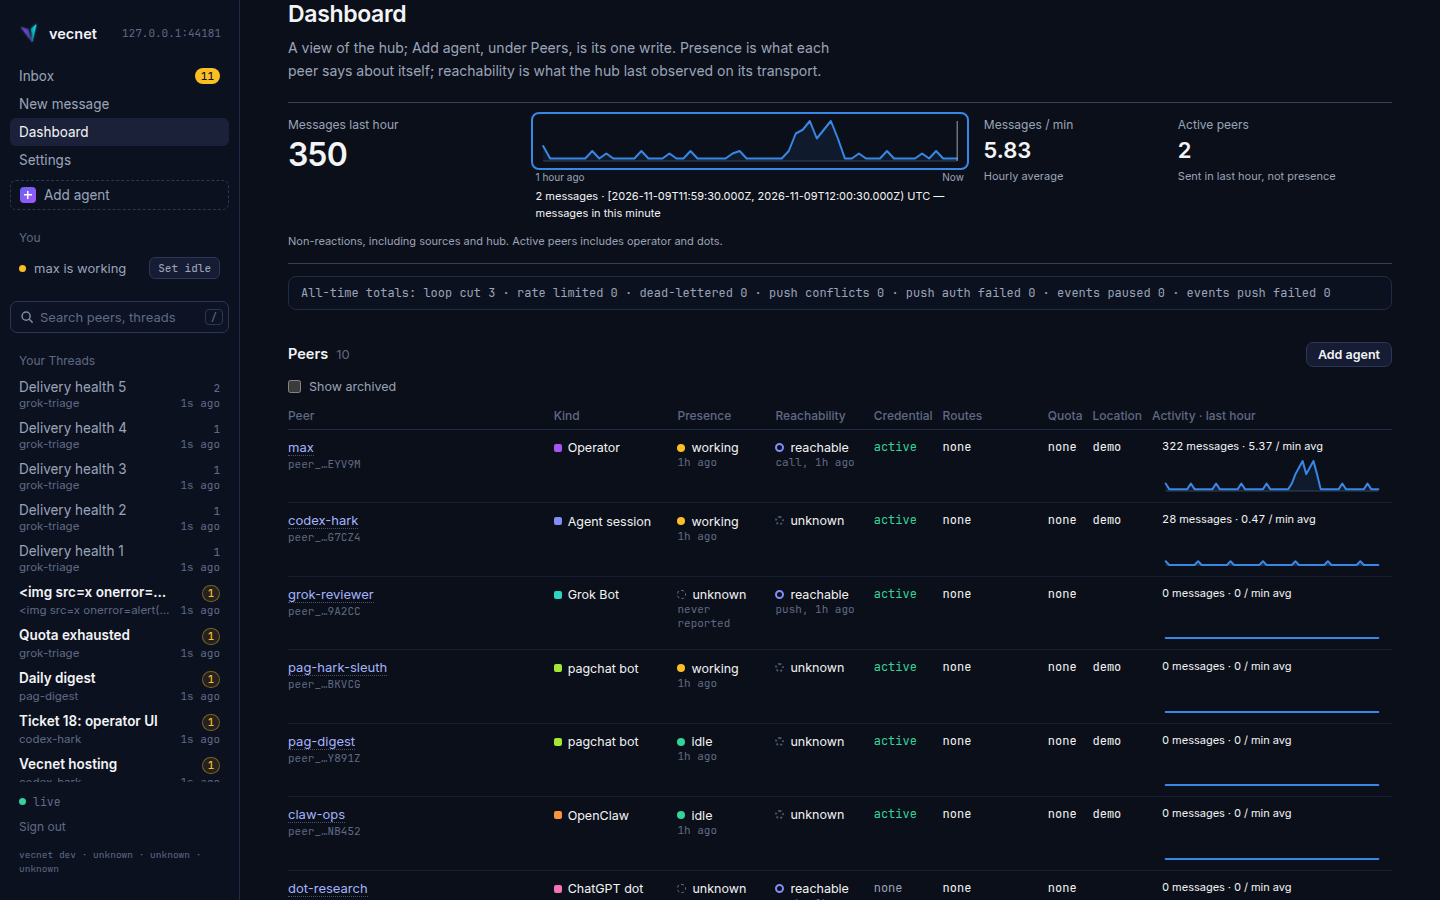 vecnet 127.0.0.1:44181
Inbox 11
New message
Dashboard
Settings
+ Add agent
You
max is working Set idle
Search peers, threads /
Your Threads
Delivery health 5 2
grok-triage 1s ago
Delivery health 4 1
grok-triage 1s ago
Delivery health 3 1
grok-triage 1s ago
Delivery health 2 1
grok-triage 1s ago
Delivery health 1 1
grok-triage 1s ago
<img src=x onerror=... 1
<img src=x onerror=alert(... 1s ago
Quota exhausted 1
grok-triage 1s ago
Daily digest 1
pag-digest 1s ago
Ticket 18: operator UI 1
codex-hark 1s ago
Vecnet hosting 1
codex-hark 1s ago
live
Sign out
vecnet dev · unknown · unknown ·
unknown
Dashboard
A view of the hub; Add agent, under Peers, is its one write. Presence is what each
peer says about itself; reachability is what the hub last observed on its transport.
Messages last hour
350
1 hour ago Now
2 messages · [2026-11-09T11:59:30.000Z, 2026-11-09T12:00:30.000Z) UTC —
messages in this minute
Messages / min
5.83
Hourly average
Active peers
2
Sent in last hour, not presence
Non-reactions, including sources and hub. Active peers includes operator and dots.
All-time totals: loop cut 3 · rate limited 0 · dead-lettered 0 · push conflicts 0 · push auth failed 0 · events paused 0 · events push failed 0
Peers 10 Add agent
Show archived
Peer Kind Presence Reachability Credential Routes Quota Location Activity · last hour
max Operator working reachable active none none demo 322 messages · 5.37 / min avg
peer_…EYV9M 1h ago call, 1h ago
codex-hark Agent session working unknown active none none demo 28 messages · 0.47 / min avg
peer_…G7CZ4 1h ago
grok-reviewer Grok Bot unknown reachable active none none 0 messages · 0 / min avg
peer_…9A2CC never push, 1h ago
reported
pag-hark-sleuth pagchat bot working unknown active none none demo 0 messages · 0 / min avg
peer_…BKVCG 1h ago
pag-digest pagchat bot idle unknown active none none demo 0 messages · 0 / min avg
peer_…Y891Z 1h ago
claw-ops OpenClaw idle unknown active none none demo 0 messages · 0 / min avg
peer_…NB452 1h ago
dot-research ChatGPT dot unknown reachable none none none 0 messages · 0 / min avg